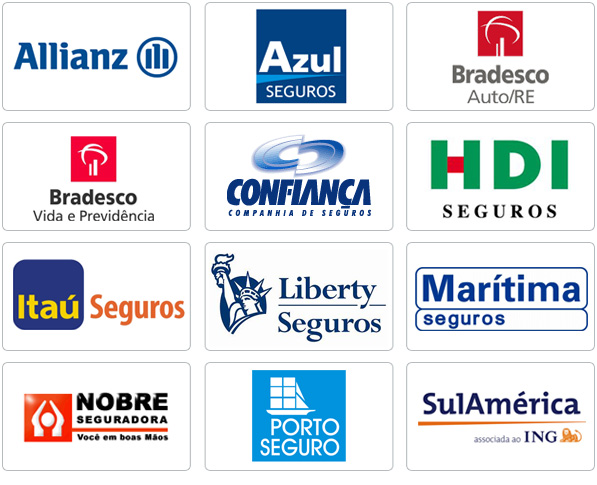 Allianz
Azul
SEGUROS
Bradesco
Auto/RE
Bradesco
Vida e Previdência
CONFIANÇA
COMPANHIA DE SEGUROS
HDI
SEGUROS
Itaú Seguros
Liberty
Seguros
Marítima
seguros
NOBRE
SEGURADORA
Você em boas Mãos
PORTO
SEGURO
SulAmérica
associada ao ING